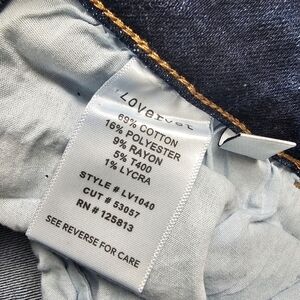 LOVERVET
69% COTTON
16% POLYESTER
9% RAYON
5% T400
1% LYCRA
STYLE # LV1040
CUT # 53057
RN # 125813
SEE REVERSE FOR CARE